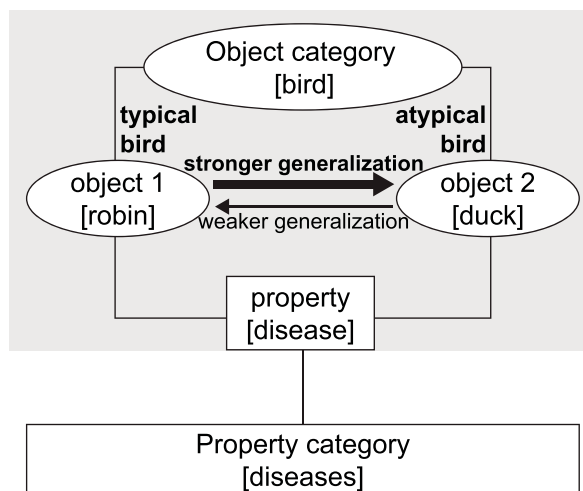 Object category
[bird]
typical
bird
atypical
bird
stronger generalization
object 1
[robin]
object 2
[duck]
weaker generalization
property
[disease]
Property category
[diseases]